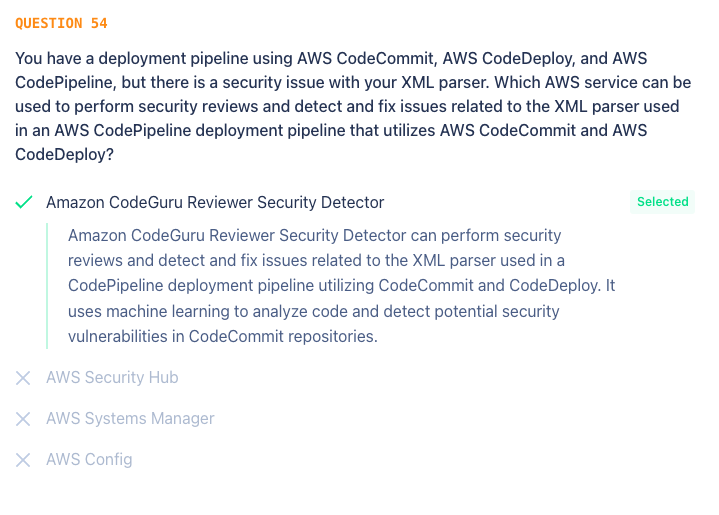 QUESTION 54
You have a deployment pipeline using AWS CodeCommit, AWS CodeDeploy, and AWS
CodePipeline, but there is a security issue with your XML parser. Which AWS service can be
used to perform security reviews and detect and fix issues related to the XML parser used
in an AWS CodePipeline deployment pipeline that utilizes AWS CodeCommit and AWS
CodeDeploy?
Amazon CodeGuru Reviewer Security Detector
Selected
Amazon CodeGuru Reviewer Security Detector can perform security
reviews and detect and fix issues related to the XML parser used in a
CodePipeline deployment pipeline utilizing CodeCommit and CodeDeploy. It
uses machine learning to analyze code and detect potential security
vulnerabilities in CodeCommit repositories.
AWS Security Hub
AWS Systems Manager
AWS Config